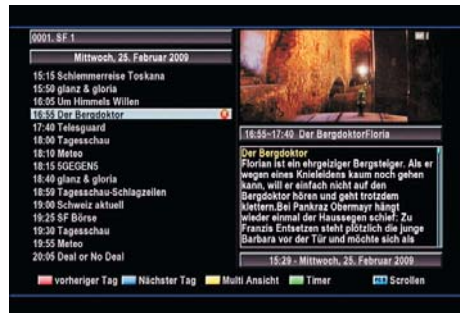 0001. SF 1
Mittwoch, 25. Februar 2009
15:15 Schlemmerreise Toskana
15:50 glanz & gloria
16:05 Um Himmels Willen
16:55 Der Bergdoktor
17:40 Telesguard
18:00 Tagesschau
18:10 Meteo
18:15 5GEGEN5
18:40 glanz & gloria
18:59 Tagesschau-Schlagzeilen
19:00 Schweiz aktuell
19:25 SF Börse
19:30 Tagesschau
19:55 Meteo
20:05 Deal or No Deal
16:55~17:40 Der BergdoktorFloria
Der Bergdoktor
Florian ist ein ehrgeiziger Bergsteiger. Als er
wegen eines Knieleidens kaum noch gehen
kann, will er einfach nicht auf den
Bergdoktor hören und geht trotzdem
klettern.Bei Pankraz Obermayr hängt
wieder einmal der Haussegen schief: Zu
Franzis Entsetzen steht plötzlich die junge
Barbara vor der Tür und möchte sich als
15:29 - Mittwoch, 25. Februar 2009
vorheriger Tag Nächster Tag Multi Ansicht Timer Scrollen